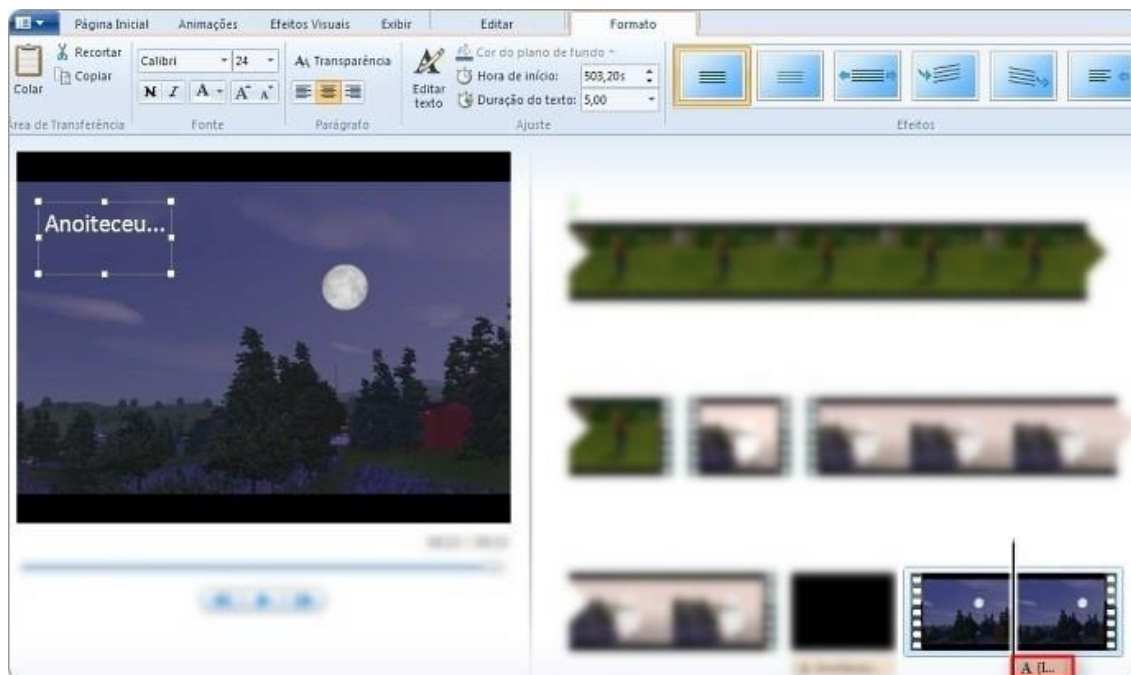 Página Inicial Animações Efeitos Visuais Exibir Editar Formato
Recortar
Copiar
Colar
Área de Transferência
Calibri 24
N I A A A
Fonte
AA Transparência
Parágrafo
Editar texto
Cor do plano de fundo
Hora de início: 503,20s
Duração do texto: 5,00
Ajuste
Efeitos
Anoiteceu...
A [L...